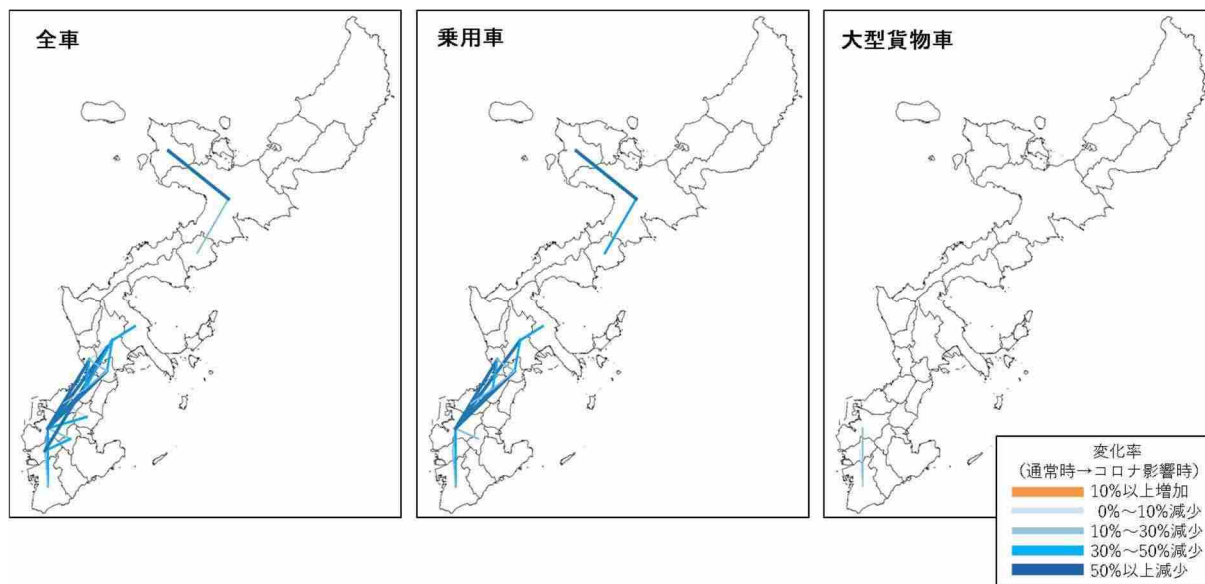 全車
乗用車
大型貨物車
変化率
（通常時→コロナ影響時）
10%以上増加
0%～10%減少
10%～30%減少
30%～50%減少
50%以上減少